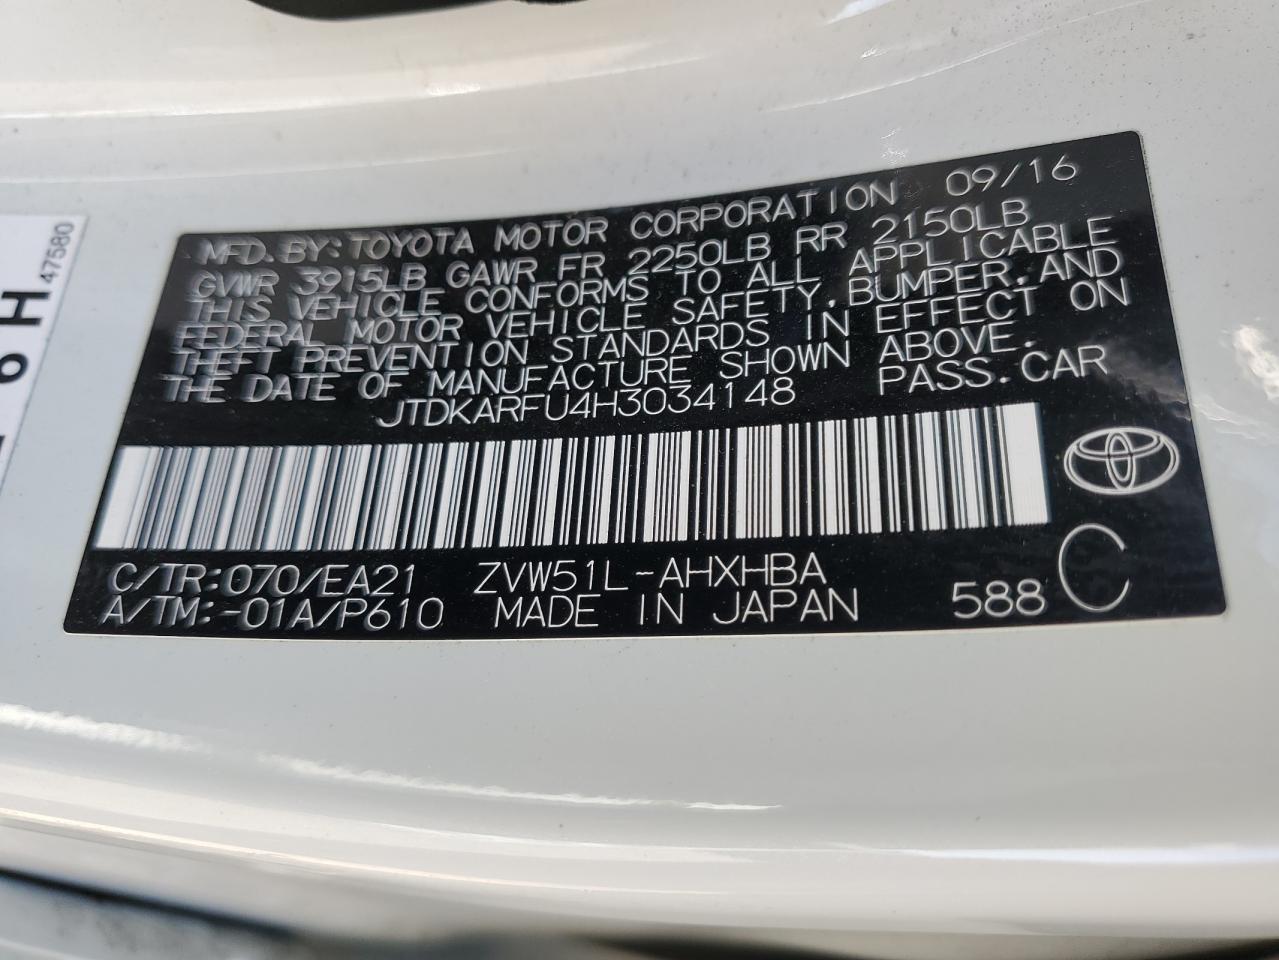 MFD.BY:TOYOTA MOTOR CORPORATION 09/16
GVWR 3915LB GAWR FR 2250LB RR 2150LB
THIS VEHICLE CONFORMS TO ALL APPLICABLE
FEDERAL MOTOR VEHICLE SAFETY,BUMPER,AND
THEFT PREVENTION STANDARDS IN EFFECT ON
THE DATE OF MANUFACTURE SHOWN ABOVE.
JTDKARFU4H3034148 PASS.CAR
C/TR:070/EA21 ZVW51L-AHXHBA
A/TM:-01A/P610 MADE IN JAPAN 588 C
47580